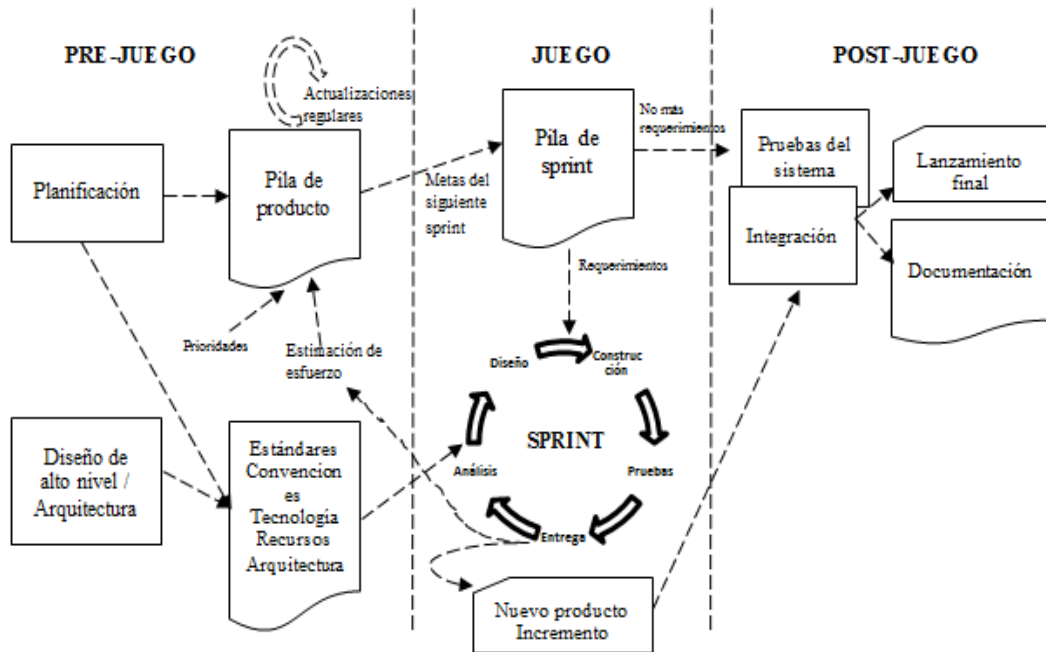 PRE-JUEGO
JUEGO
POST-JUEGO
Actualizaciones
regulares
Planificación
Pila de
producto
Metas del
siguiente
sprint
Pila de
sprint
No más
requerimientos
Pruebas del
sistema
Integración
Lanzamiento
final
Documentación
Requerimientos
Prioridades
Estimación de
esfuerzo
Diseño
Construc
ción
SPRINT
Análisis
Pruebas
Entrega
Diseño de
alto nivel /
Arquitectura
Estándares
Convencion
es
Tecnología
Recursos
Arquitectura
Nuevo producto
Incremento